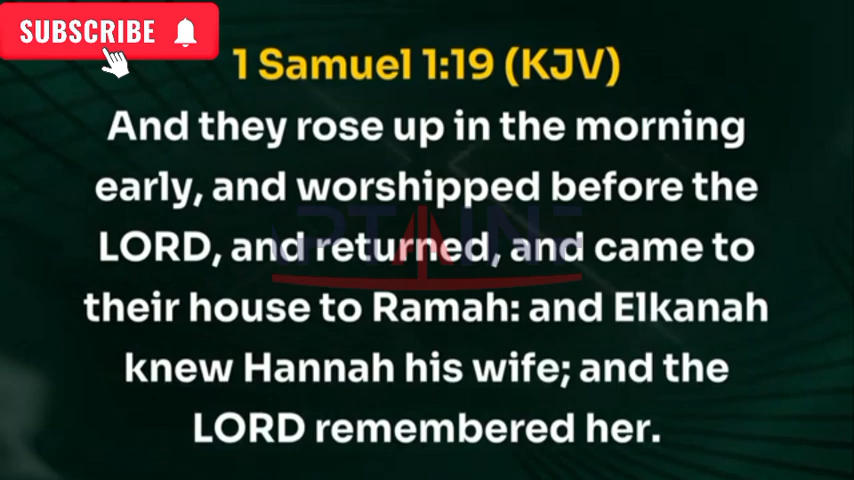 SUBSCRIBE
1 Samuel 1:19 (KJV)
And they rose up in the morning
early, and worshipped before the
LORD, and returned, and came to
their house to Ramah: and Elkanah
knew Hannah his wife; and the
LORD remembered her.